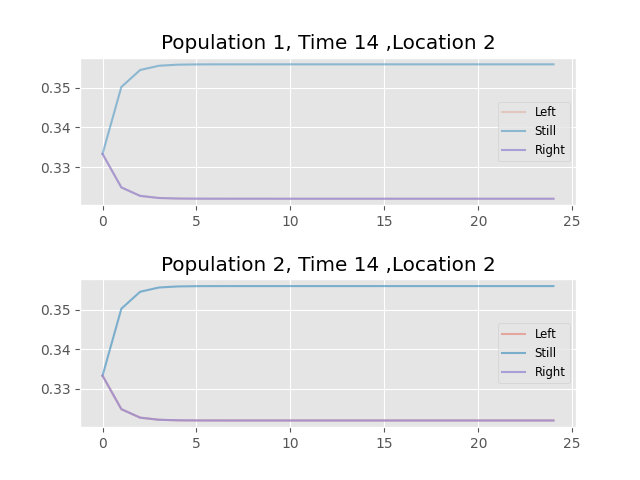 Population 1, Time 14 ,Location 2
0.35
0.34
0.33
Left
Still
Right
0 5 10 15 20 25
Population 2, Time 14 ,Location 2
0.35
0.34
0.33
Left
Still
Right
0 5 10 15 20 25